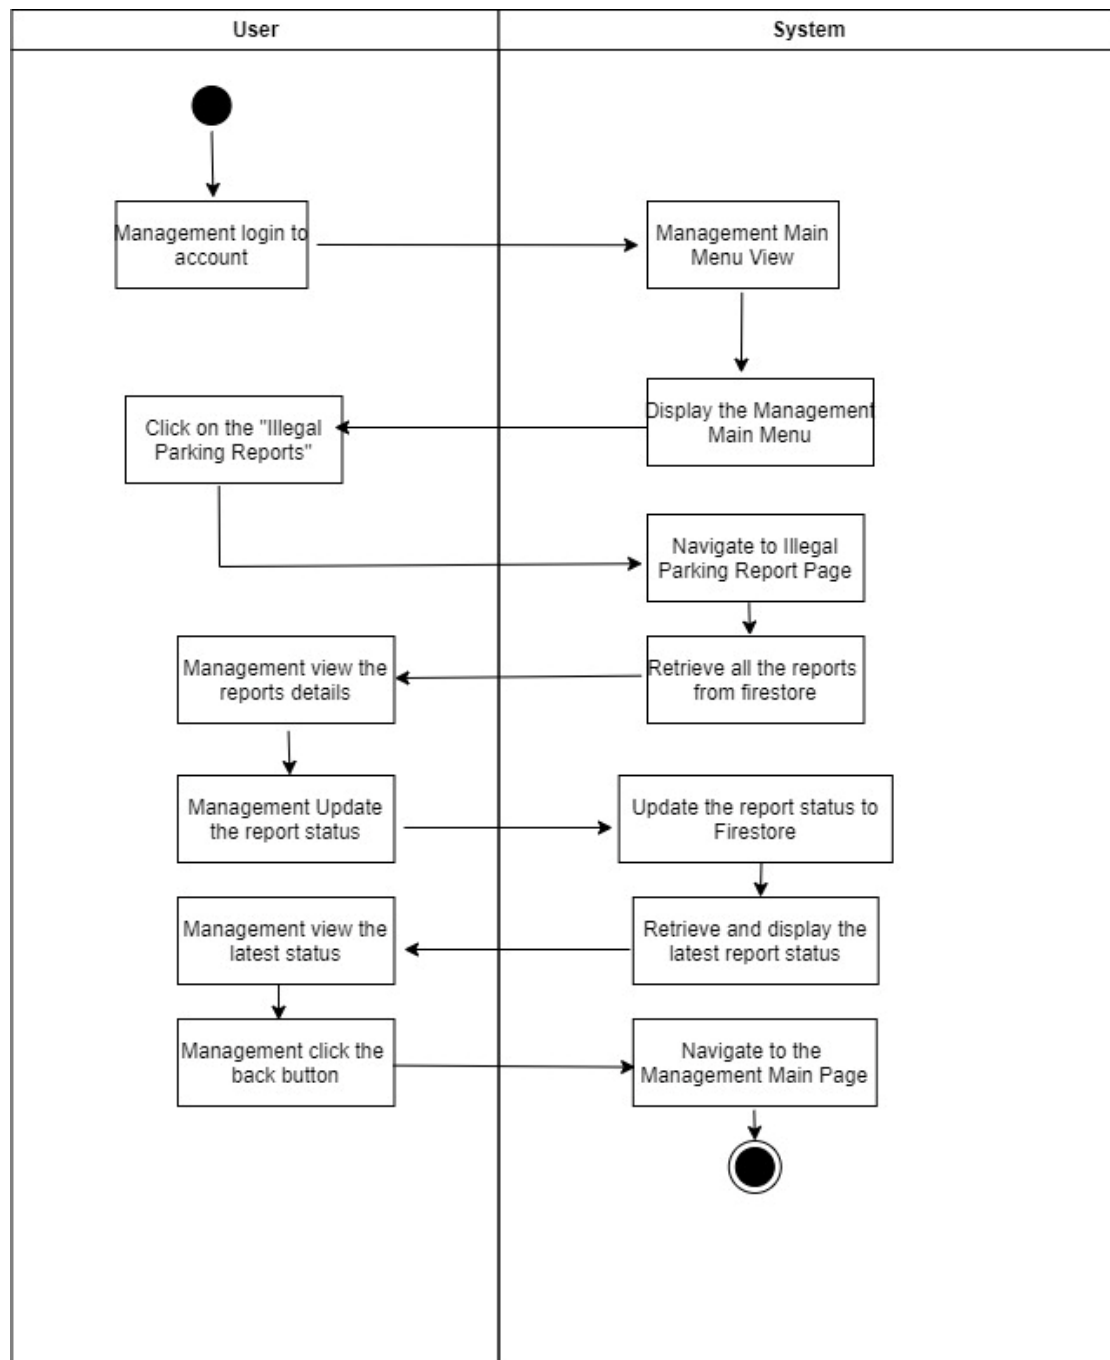 User
System
Management login to
account
Management Main
Menu View
Display the Management
Main Menu
Click on the "Illegal
Parking Reports"
Navigate to Illegal
Parking Report Page
Retrieve all the reports
from firestore
Management view the
reports details
Management Update
the report status
Update the report status to
Firestore
Retrieve and display the
latest report status
Management view the
latest status
Management click the
back button
Navigate to the
Management Main Page